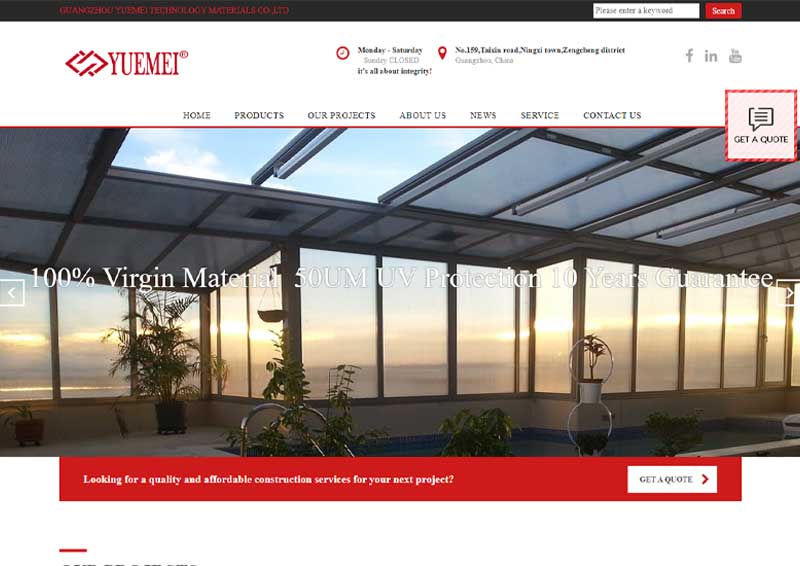 GUANGZHOU YUEMEI TECHNOLOGY MATERIALS CO.,LTD
Please enter a keyword
Search
YUEMEI®
Monday - Saturday
Sunday CLOSED
it's all about integrity!
No.159,Taixin road,Ningxi town,Zengcheng district
Guangzhou, China
HOME PRODUCTS OUR PROJECTS ABOUT US NEWS SERVICE CONTACT US
GET A QUOTE
100% Virgin Material 50UM UV Protection 10 Years Guarantee
Looking for a quality and affordable construction services for your next project?
GET A QUOTE
OUR PROJECTS